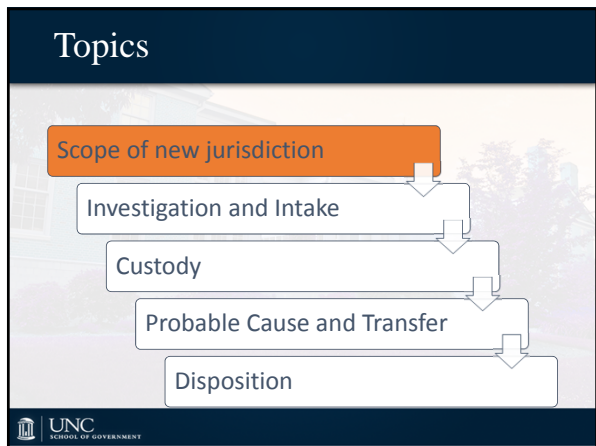 Topics
Scope of new jurisdiction
Investigation and Intake
Custody
Probable Cause and Transfer
Disposition
UNC
SCHOOL OF GOVERNMENT